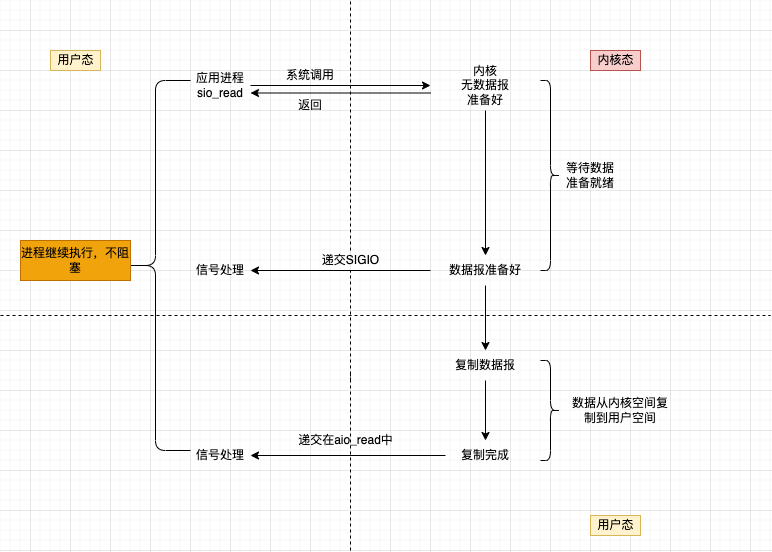 用户态
内核态
应用进程
sio_read
系统调用
返回
内核
无数据报
准备好
等待数据
准备就绪
进程继续执行，不阻
塞
信号处理
递交SIGIO
数据报准备好
复制数据报
数据从内核空间复
制到用户空间
信号处理
递交在aio_read中
复制完成
用户态